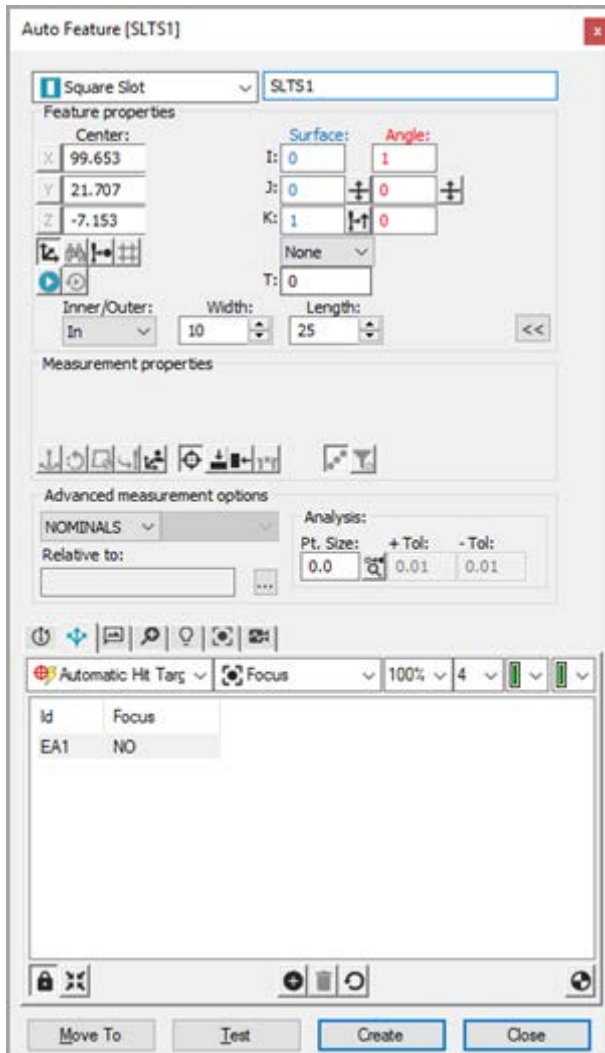 Auto Feature [SLTS1]
x
Square Slot SLTS1
Feature properties
Center: Surface: Angle:
X 99.653 I: 0 1
Y 21.707 J: 0 0
Z -7.153 K: 1 0
None
T: 0
Inner/Outer: Width: Length:
In 10 25 <<
Measurement properties
Advanced measurement options
NOMINALS
Analysis:
Relative to:
Pt. Size: + Tol: - Tol:
0.0 0.01 0.01
...
Automatic Hit Targ Focus 100% 4
Id Focus
EA1 NO
Move To Test Create Close